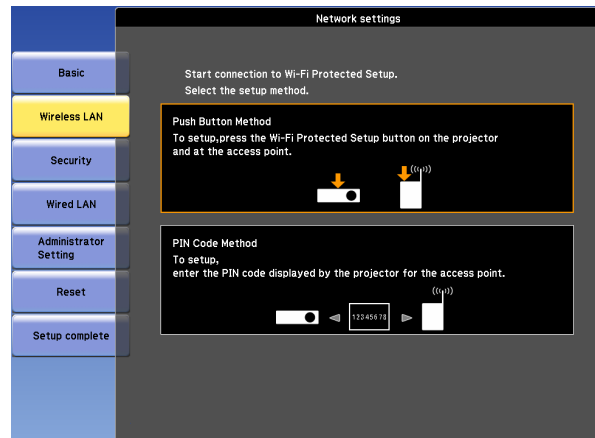 Network settings
Basic
Wireless LAN
Security
Wired LAN
Administrator
Setting
Reset
Setup complete
Start connection to Wi-Fi Protected Setup.
Select the setup method.
Push Button Method
To setup,press the Wi-Fi Protected Setup button on the projector
and at the access point.
PIN Code Method
To setup,
enter the PIN code displayed by the projector for the access point.
12345678